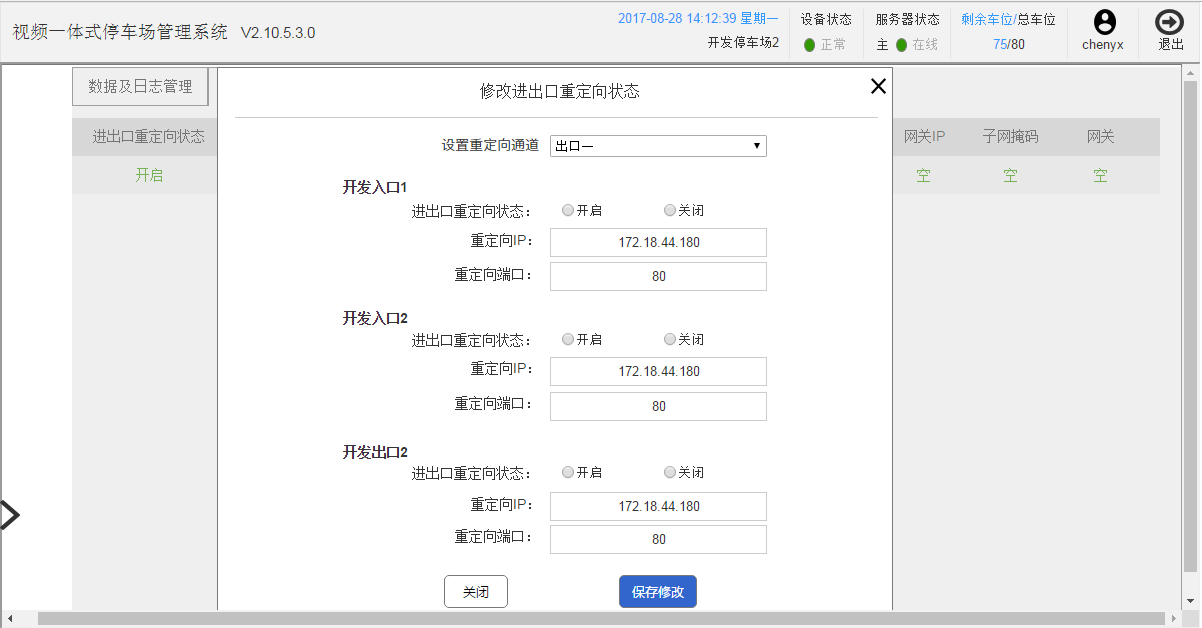 视频一体式停车场管理系统 V2.10.5.3.0
2017-08-28 14:12:39 星期一
开发停车场2
设备状态
正常
服务器状态
主 在线
剩余车位/总车位
75/80
chenyx
退出
数据及日志管理
进出口重定向状态
开启
网关IP 子网掩码 网关
空 空 空
修改进出口重定向状态
设置重定向通道 出口一
开发入口1
进出口重定向状态： 开启 关闭
重定向IP： 172.18.44.180
重定向端口： 80
开发入口2
进出口重定向状态： 开启 关闭
重定向IP： 172.18.44.180
重定向端口： 80
开发出口2
进出口重定向状态： 开启 关闭
重定向IP： 172.18.44.180
重定向端口： 80
关闭 保存修改